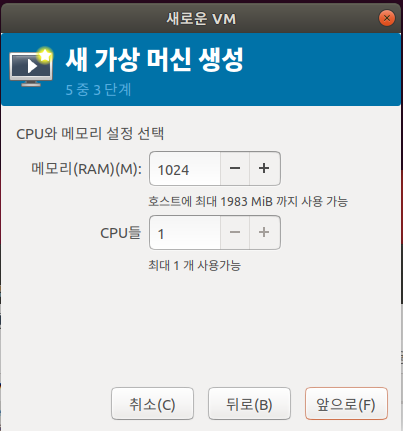 새로운 VM
새 가상 머신 생성
5 중 3 단계
CPU와 메모리 설정 선택
메모리(RAM)(M): 1024
호스트에 최대 1983 MiB 까지 사용 가능
CPU들 1
최대 1 개 사용가능
취소(C) 뒤로(B) 앞으로(F)